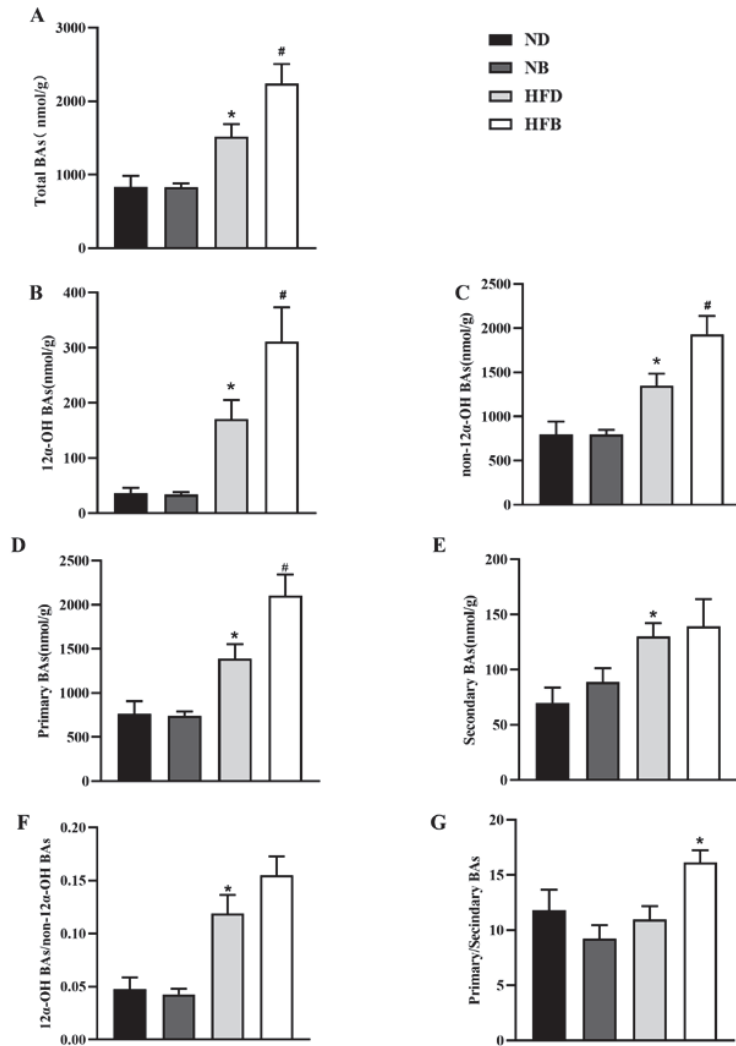 A
Total BAs ( nmol/g)
3000
2000
1000
0
*
#
ND
NB
HFD
HFB
B
12α-OH BAs(nmol/g)
400
300
200
100
0
*
#
C
non-12α-OH BAs(nmol/g)
2500
2000
1500
1000
500
0
*
#
D
Primary BAs(nmol/g)
2500
2000
1500
1000
500
0
*
#
E
Secondary BAs(nmol/g)
200
150
100
50
0
*
F
12α-OH BAs/non-12α-OH BAs
0.20
0.15
0.10
0.05
0.00
*
G
Primary/Secindary BAs
20
15
10
5
0
*